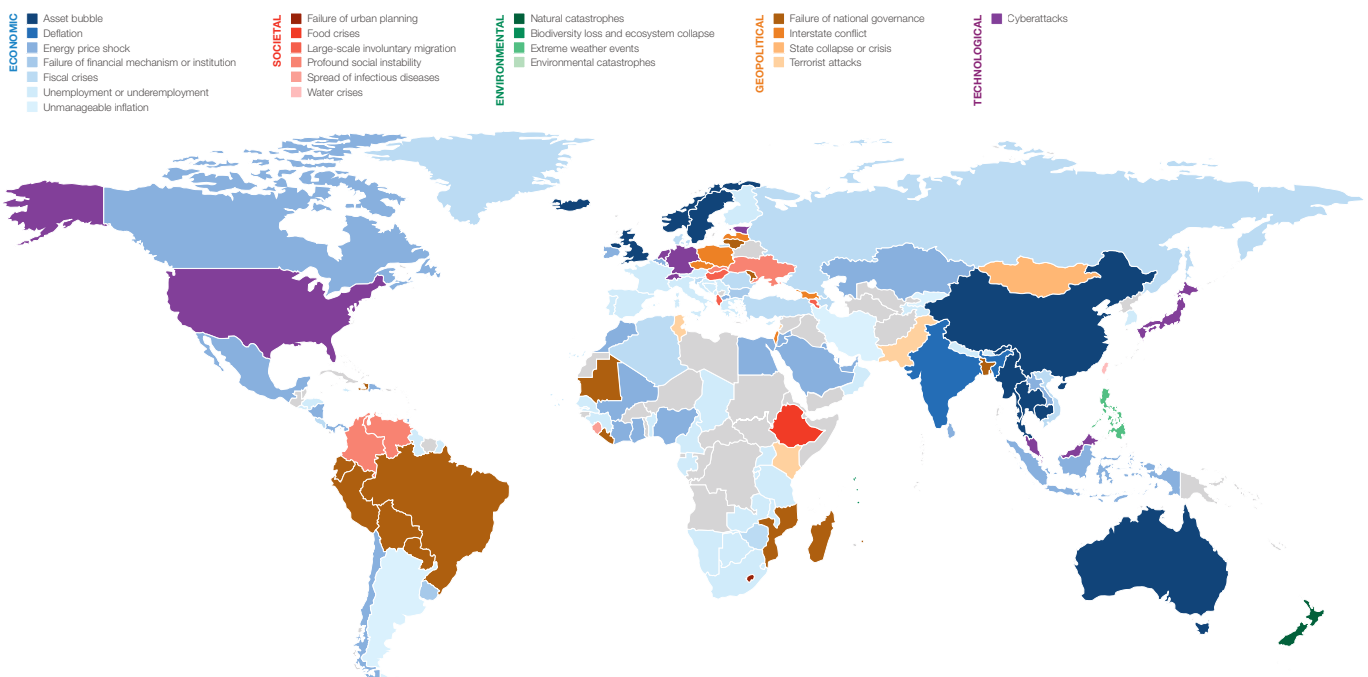 ECONOMIC
Asset bubble
Deflation
Energy price shock
Failure of financial mechanism or institution
Fiscal crises
Unemployment or underemployment
Unmanageable inflation
SOCIETAL
Failure of urban planning
Food crises
Large-scale involuntary migration
Profound social instability
Spread of infectious diseases
Water crises
ENVIRONMENTAL
Natural catastrophes
Biodiversity loss and ecosystem collapse
Extreme weather events
Environmental catastrophes
GEOPOLITICAL
Failure of national governance
Interstate conflict
State collapse or crisis
Terrorist attacks
TECHNOLOGICAL
Cyberattacks